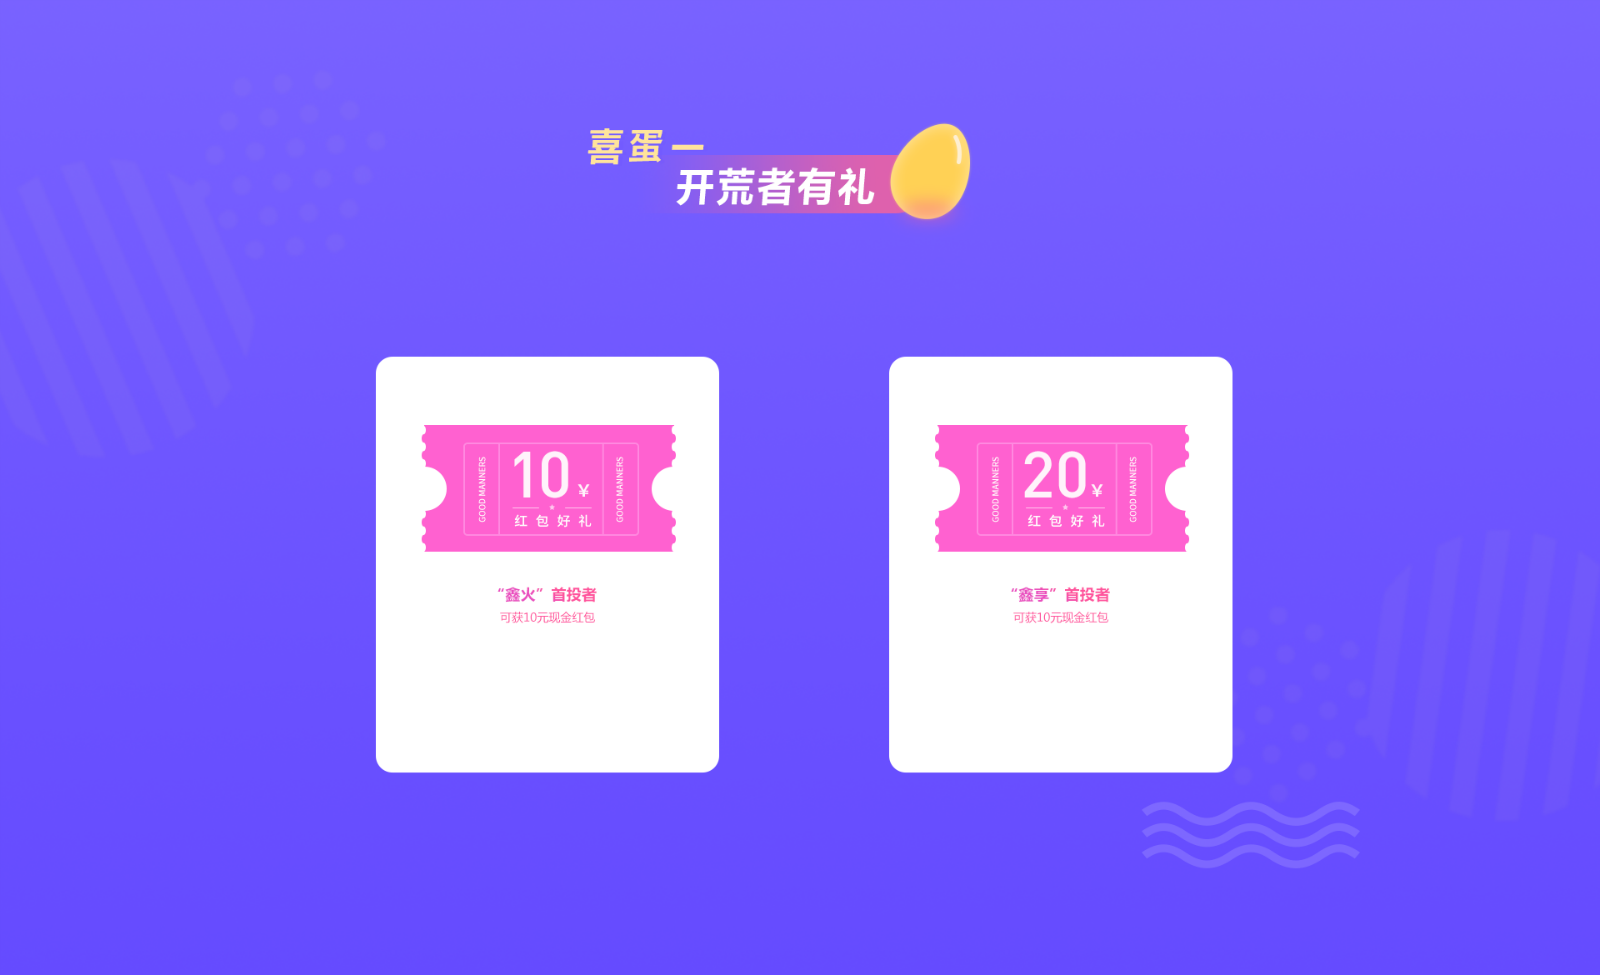 喜蛋一
开荒者有礼
GOOD MANNERS
10¥
红包好礼
GOOD MANNERS
“鑫火”首投者
可获10元现金红包
GOOD MANNERS
20¥
红包好礼
GOOD MANNERS
“鑫享”首投者
可获10元现金红包